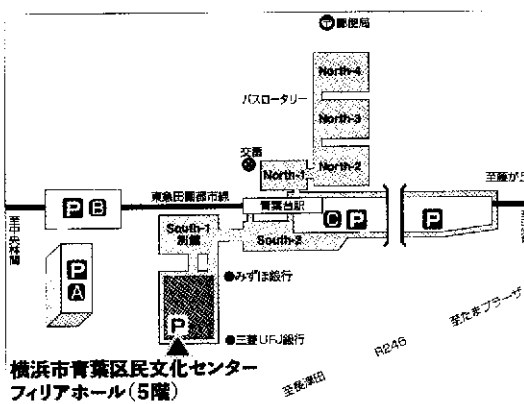 郵便局
North-4
バスロータリー
North-3
交番
North-1
North-2
至藤が丘
P B
東急田園都市線
青葉台駅
C P
P
至中央林間
South-1
別館
South-2
P
A
●みずほ銀行
P
●三菱UFJ銀行
至たまプラーザ
R246
至長津田
横浜市青葉区民文化センター
フィリアホール(5階)